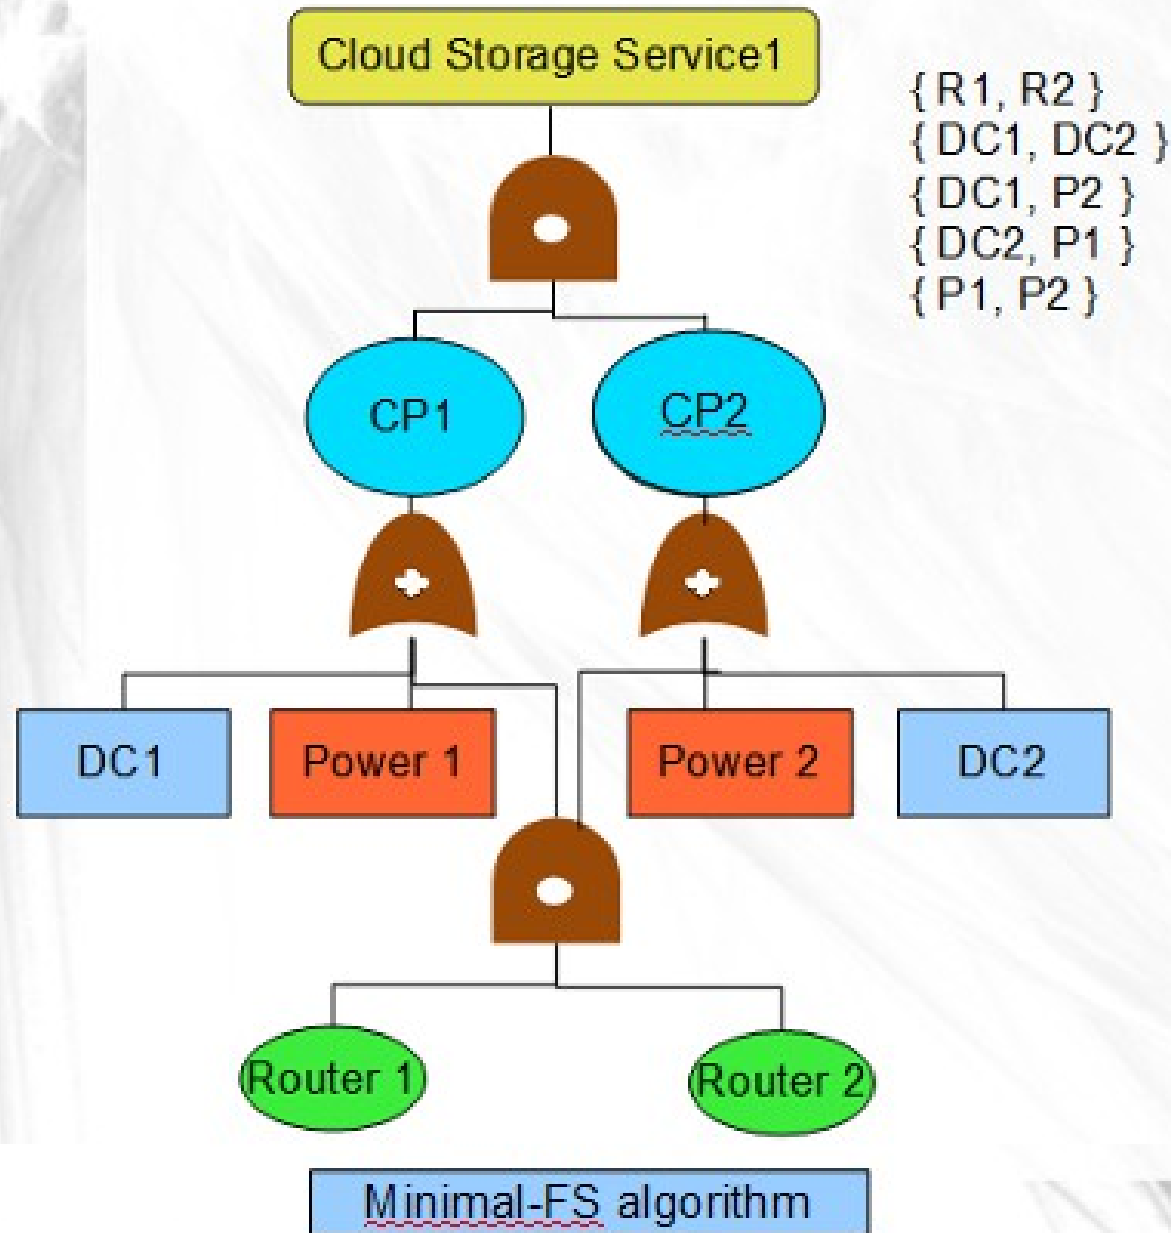 Cloud Storage Service1
{ R1, R2 }
{ DC1, DC2 }
{ DC1, P2 }
{ DC2, P1 }
{ P1, P2 }
CP1
CP2
DC1
Power 1
Power 2
DC2
Router 1
Router 2
Minimal-FS algorithm